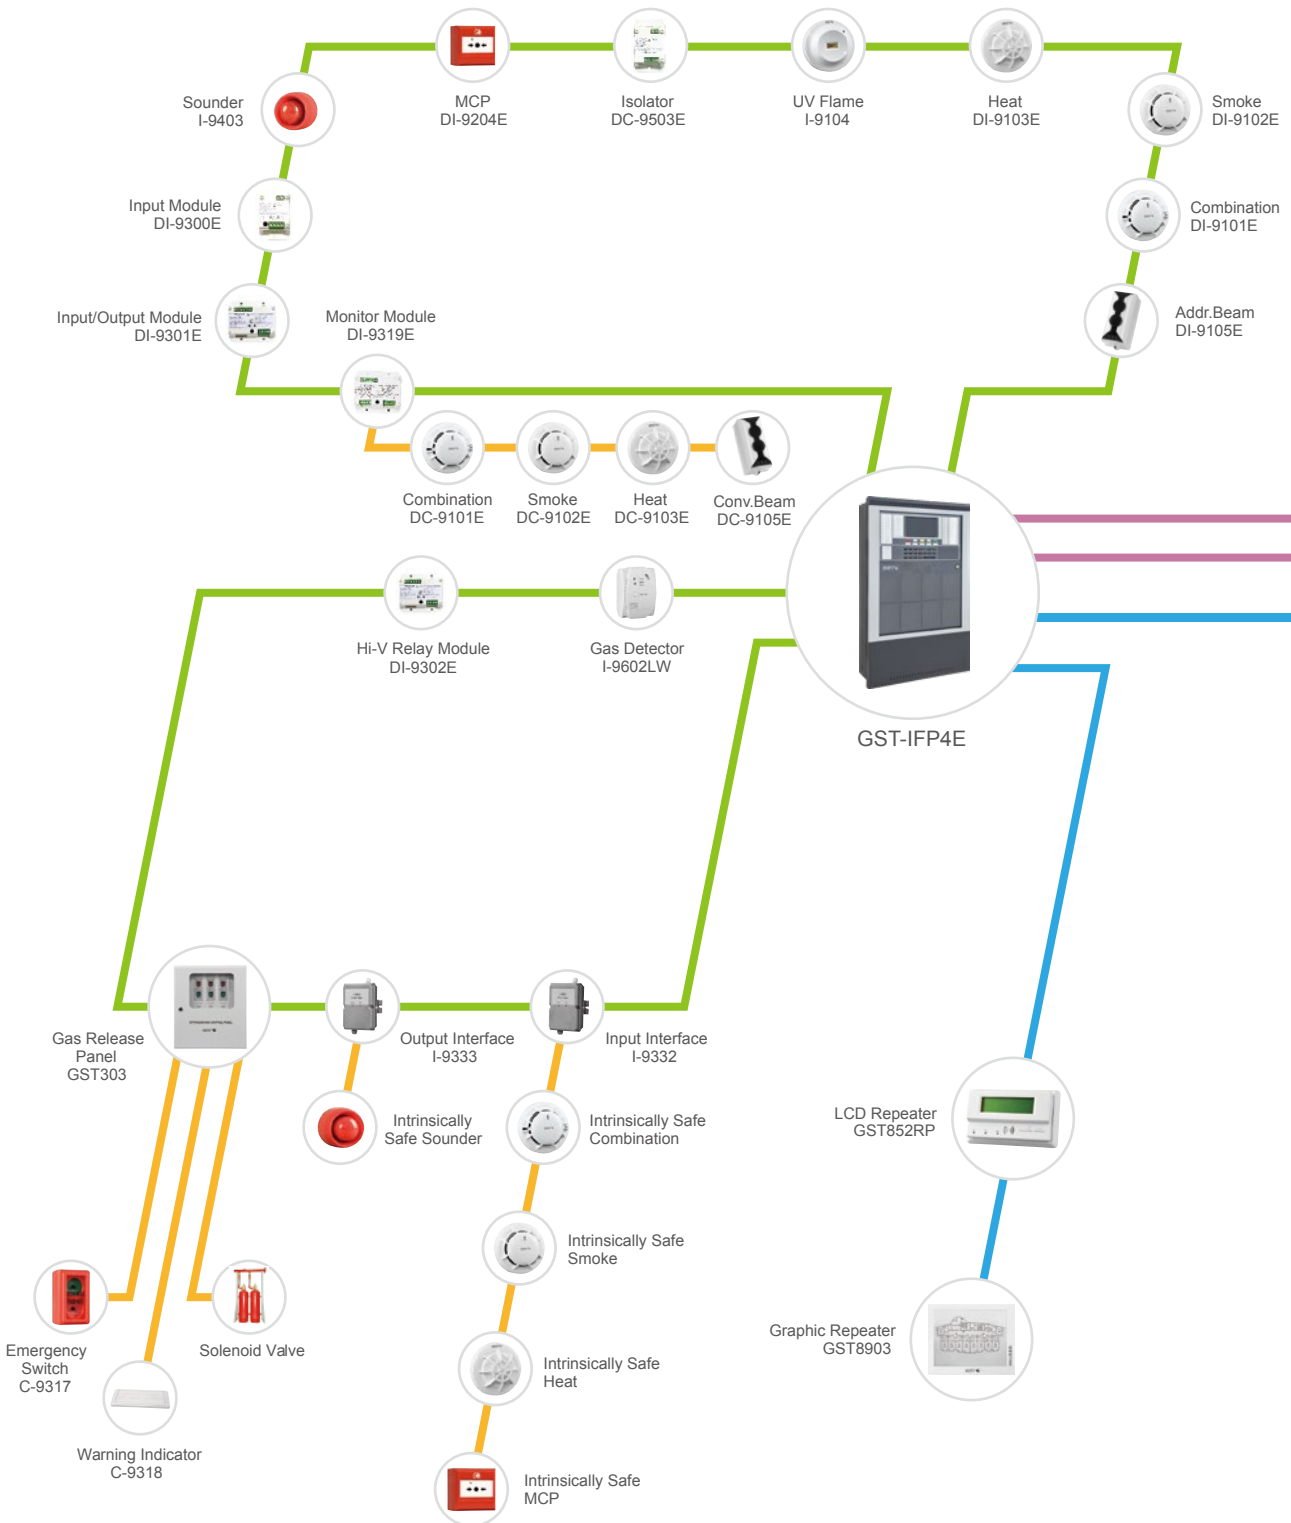 Sounder
I-9403
MCP
DI-9204E
Isolator
DC-9503E
UV Flame
I-9104
Heat
DI-9103E
Smoke
DI-9102E
Input Module
DI-9300E
Combination
DI-9101E
Input/Output Module
DI-9301E
Monitor Module
DI-9319E
Addr.Beam
DI-9105E
Combination
DC-9101E
Smoke
DC-9102E
Heat
DC-9103E
Conv.Beam
DC-9105E
Hi-V Relay Module
DI-9302E
Gas Detector
I-9602LW
GST-IFP4E
Gas Release
Panel
GST303
Output Interface
I-9333
Input Interface
I-9332
Intrinsically
Safe Sounder
Intrinsically Safe
Combination
LCD Repeater
GST852RP
Intrinsically Safe
Smoke
Emergency
Switch
C-9317
Solenoid Valve
Graphic Repeater
GST8903
Intrinsically Safe
Heat
Warning Indicator
C-9318
Intrinsically Safe
MCP